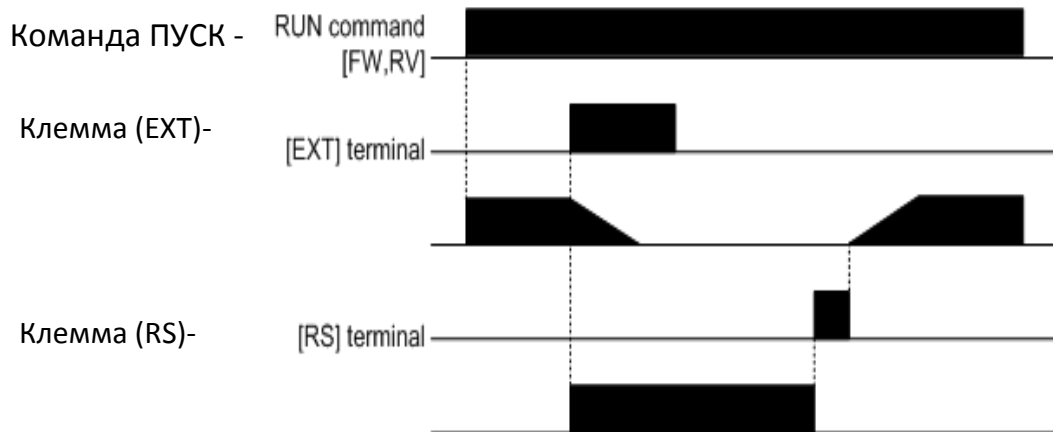 Команда ПУСК -
RUN command
[FW,RV]
Клемма (EXT)-
[EXT] terminal
Клемма (RS)-
[RS] terminal